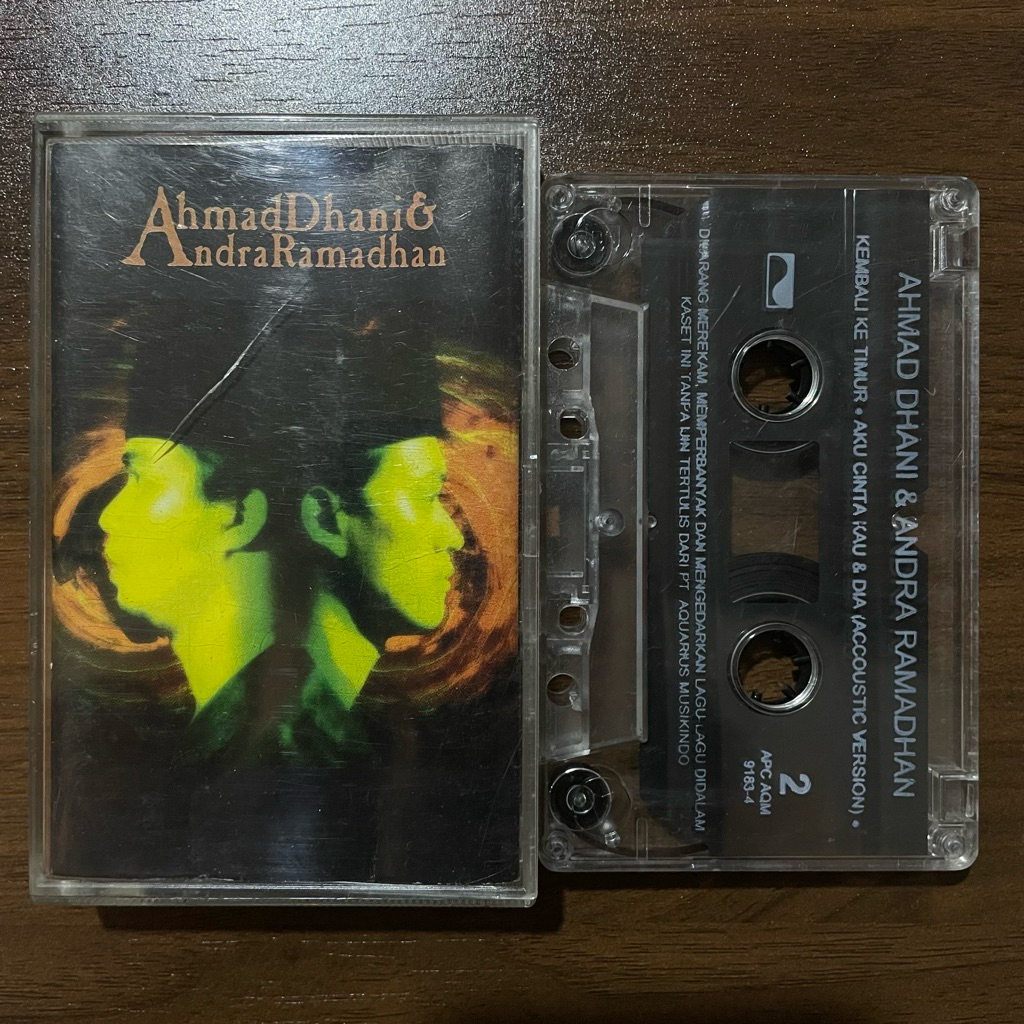 AhmadDhani&
AndraRamadhan
AHMAD DHANI & ANDRA RAMADHAN
KEMBALI KE TIMUR • AKU CINTA KAU & DIA (ACCOUSTIC VERSION) •
2
APC AQM
9183-4
DILARANG MEREKAM, MEMPERBANYAK DAN MENGEDARKAN LAGU-LAGU DIDALAM
KASET INI TANPA IJIN TERTULIS DARI PT. AQUARIUS MUSIKINDO